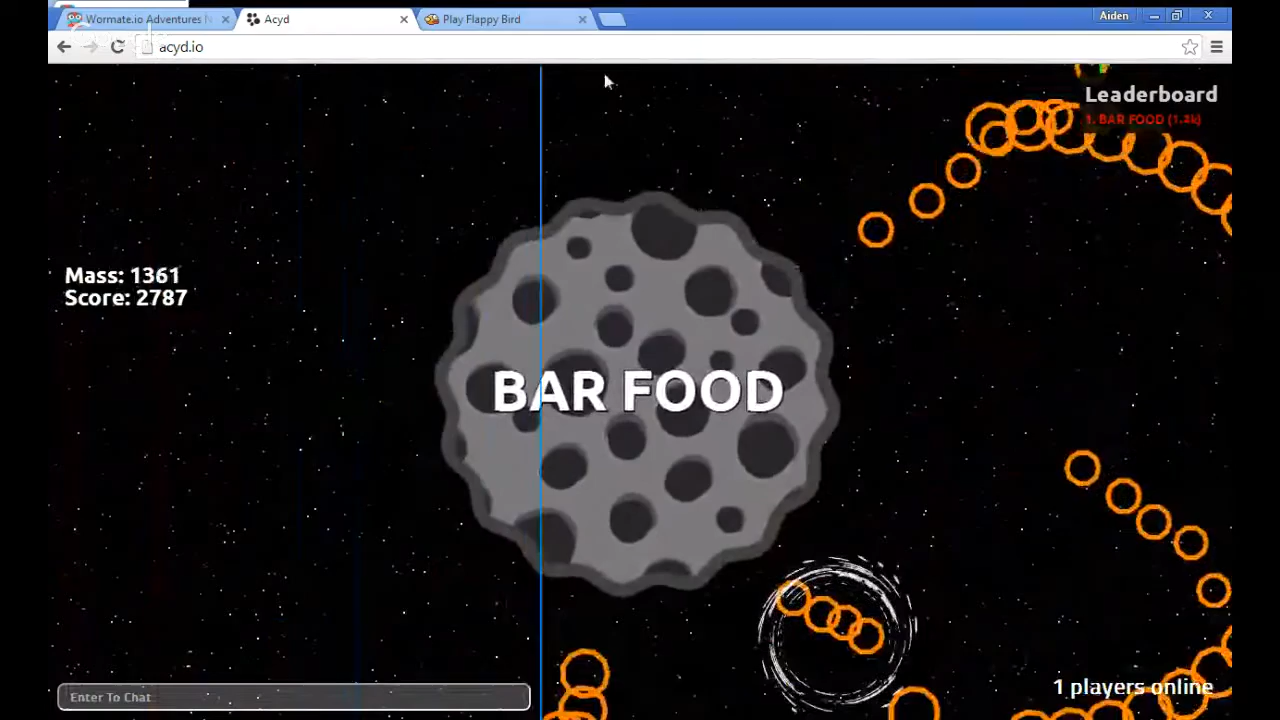 Wormate.io Adventures
Acyd
Play Flappy Bird
Aiden
acyd.io
Leaderboard
1. BAR FOOD (1.3k)
Mass: 1361
Score: 2787
BAR FOOD
Enter To Chat
1 players online